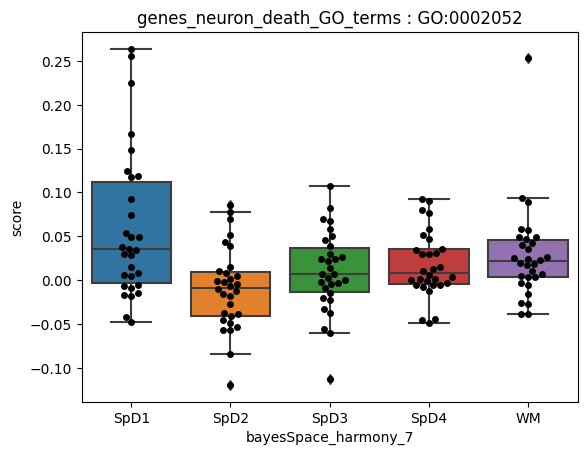 genes_neuron_death_GO_terms : GO:0002052
score
0.25
0.20
0.15
0.10
0.05
0.00
−0.05
−0.10
SpD1 SpD2 SpD3 SpD4 WM
bayesSpace_harmony_7